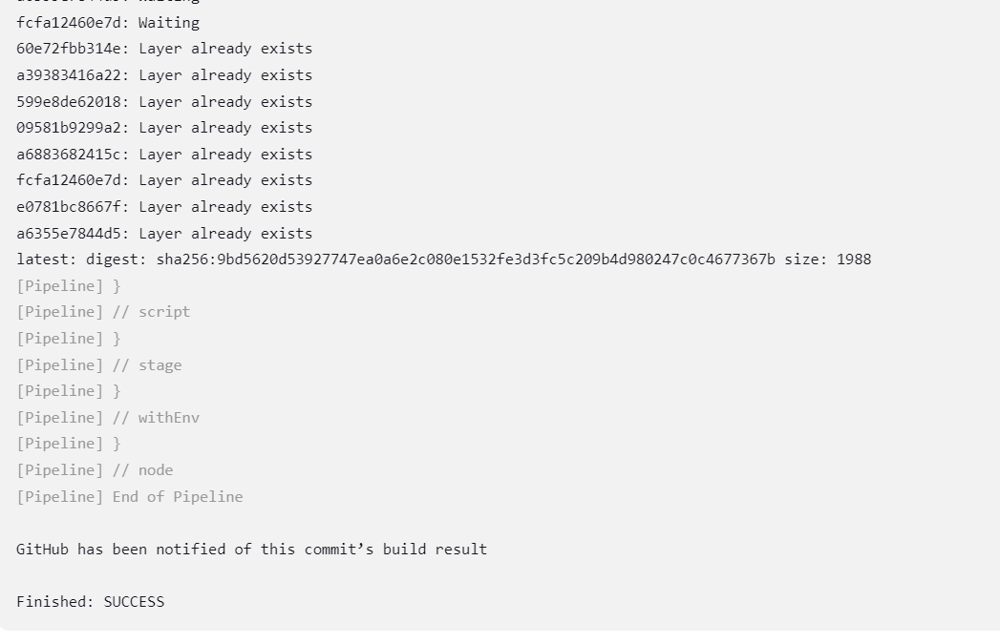 fcfa12460e7d: Waiting
60e72fbb314e: Layer already exists
a39383416a22: Layer already exists
599e8de62018: Layer already exists
09581b9299a2: Layer already exists
a6883682415c: Layer already exists
fcfa12460e7d: Layer already exists
e0781bc8667f: Layer already exists
a6355e7844d5: Layer already exists
latest: digest: sha256:9bd5620d53927747ea0a6e2c080e1532fe3d3fc5c209b4d980247c0c4677367b size: 1988
[Pipeline] }
[Pipeline] // script
[Pipeline] }
[Pipeline] // stage
[Pipeline] }
[Pipeline] // withEnv
[Pipeline] }
[Pipeline] // node
[Pipeline] End of Pipeline
GitHub has been notified of this commit’s build result
Finished: SUCCESS